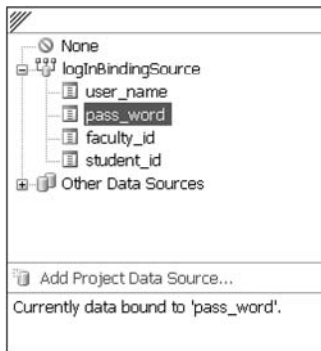 None
logInBindingSource
user_name
pass_word
faculty_id
student_id
Other Data Sources
Add Project Data Source...
Currently data bound to 'pass_word'.